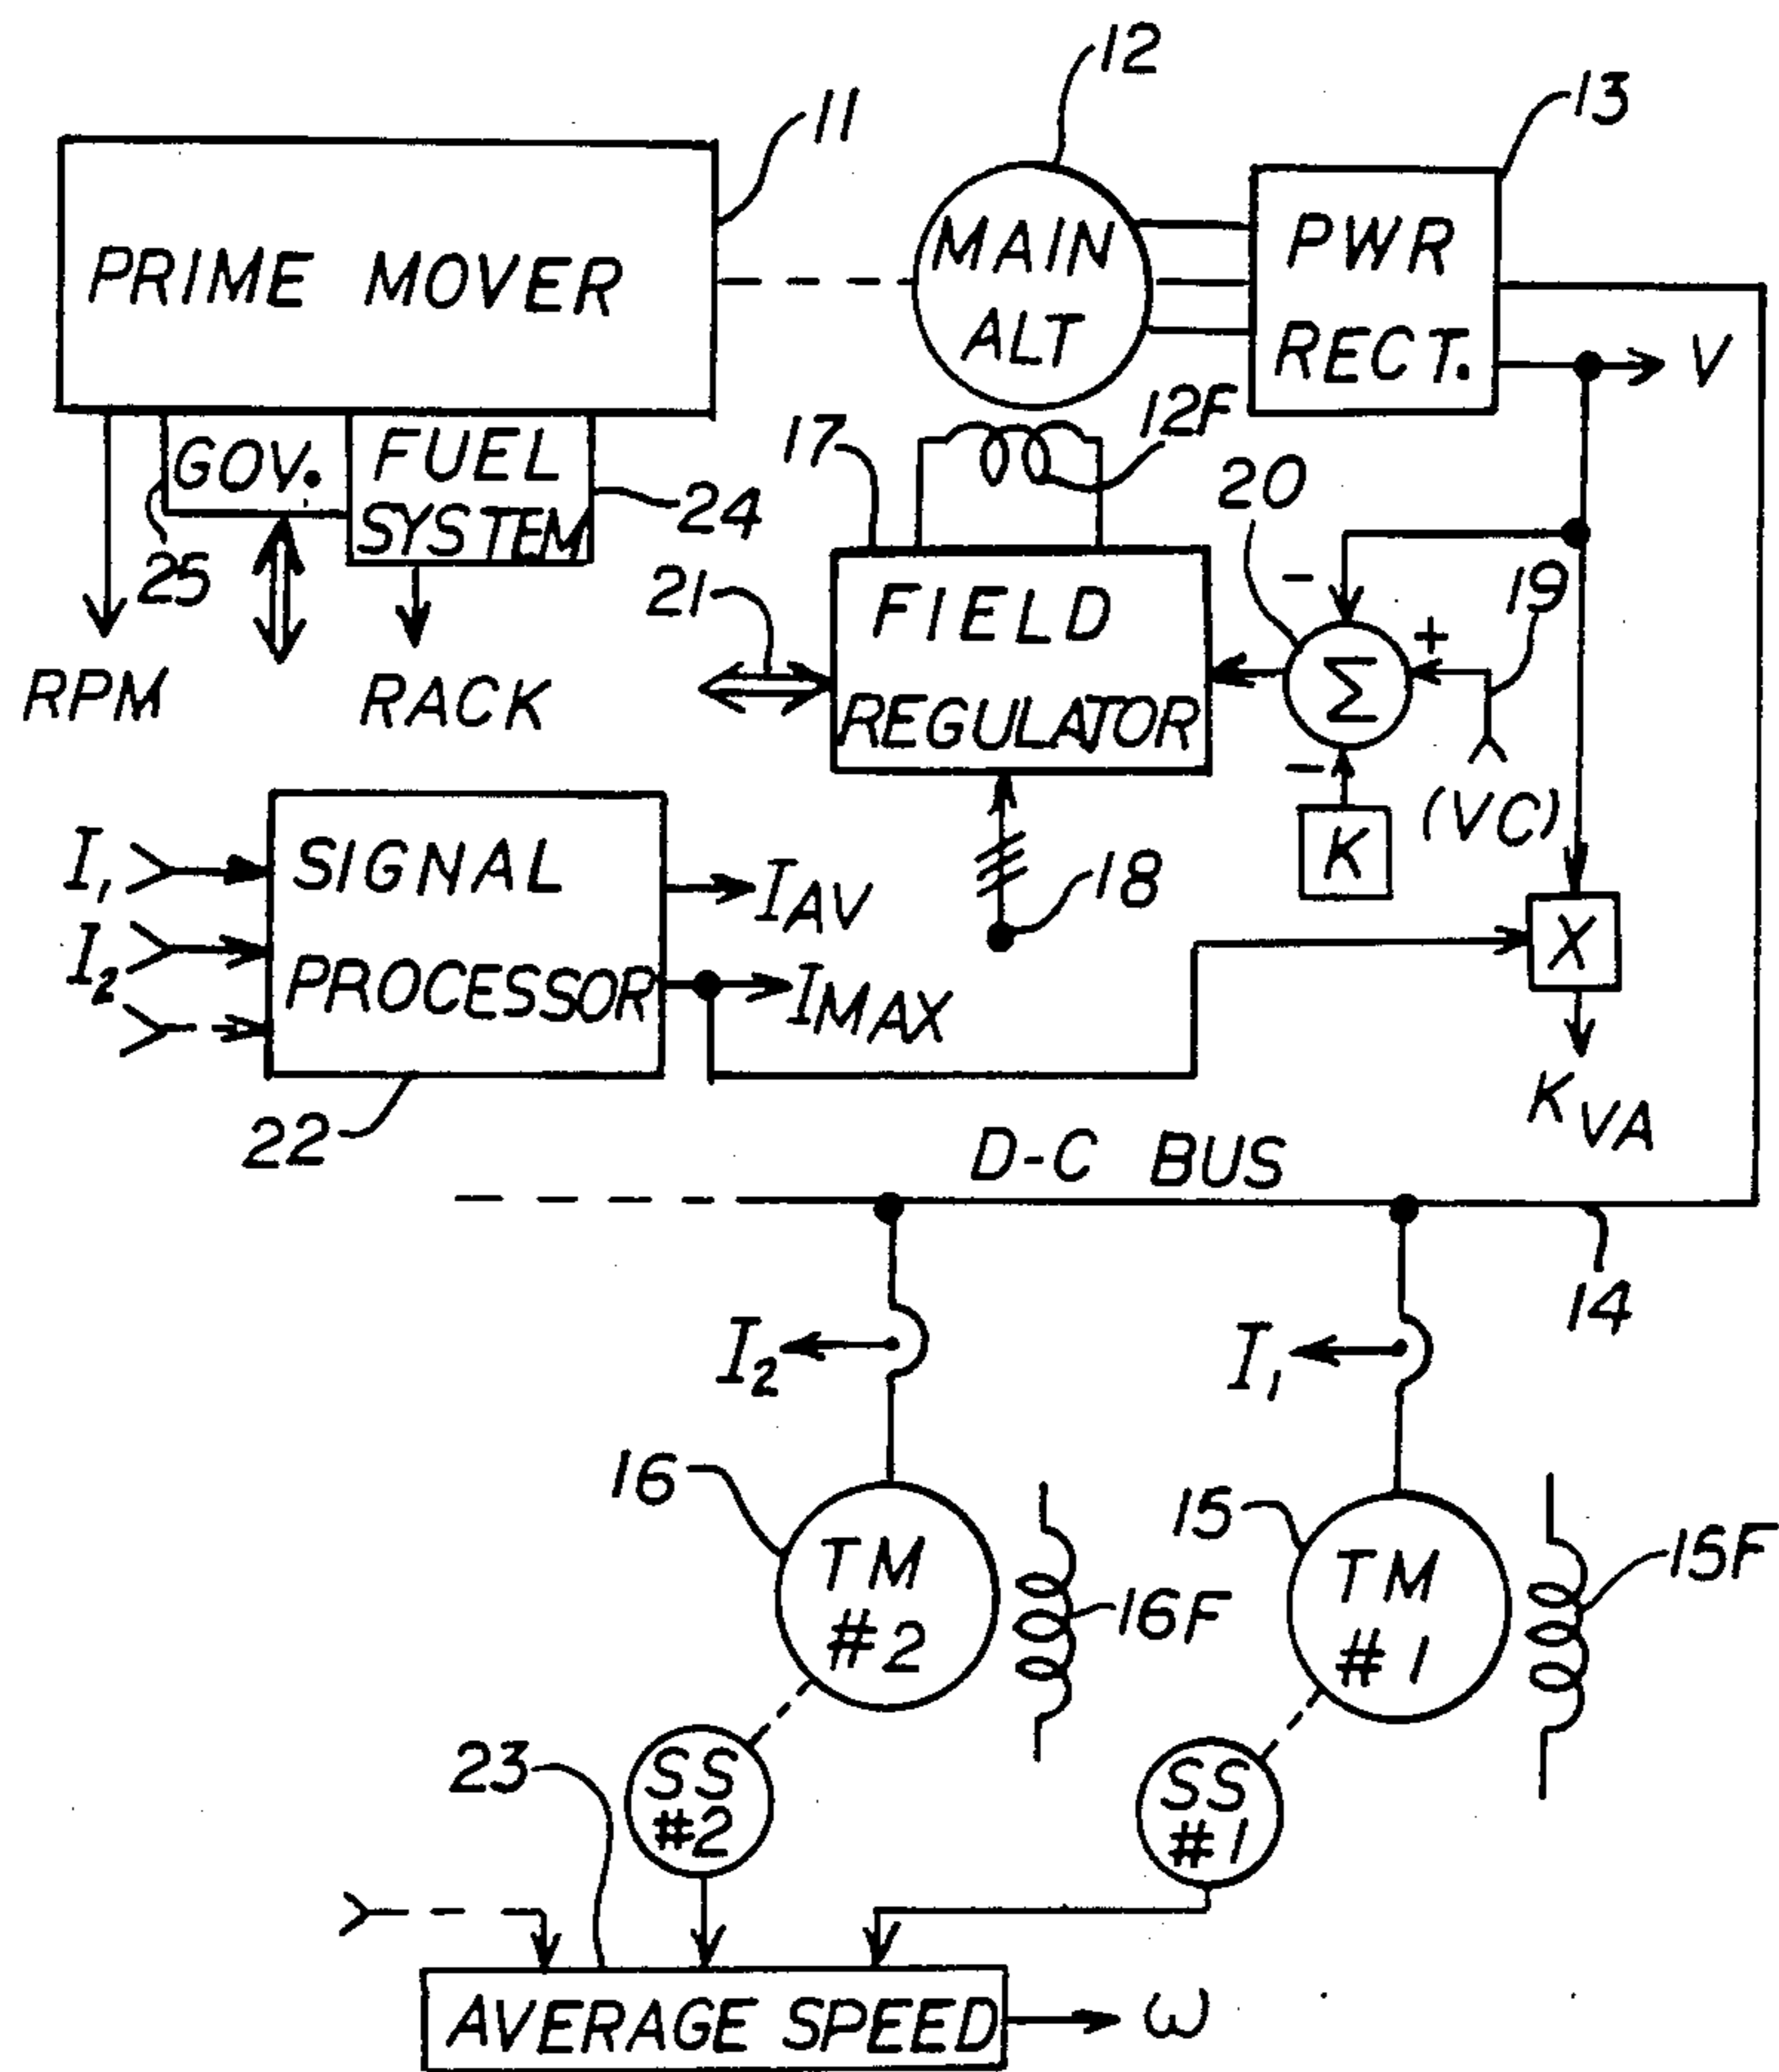 12
13
11
PRIME MOVER
MAIN
ALT
PWR
RECT.
V
12F
17
GOV.
FUEL
SYSTEM
24
20
25
21
19
-
+
FIELD
REGULATOR
Σ
RPM
RACK
-
(VC)
K
I1
SIGNAL
IAV
18
I2
PROCESSOR
X
IMAX
22
KVA
D-C BUS
14
I2
I1
16
15
TM
#2
TM
#1
15F
16F
23
SS
#2
SS
#1
AVERAGE SPEED
ω